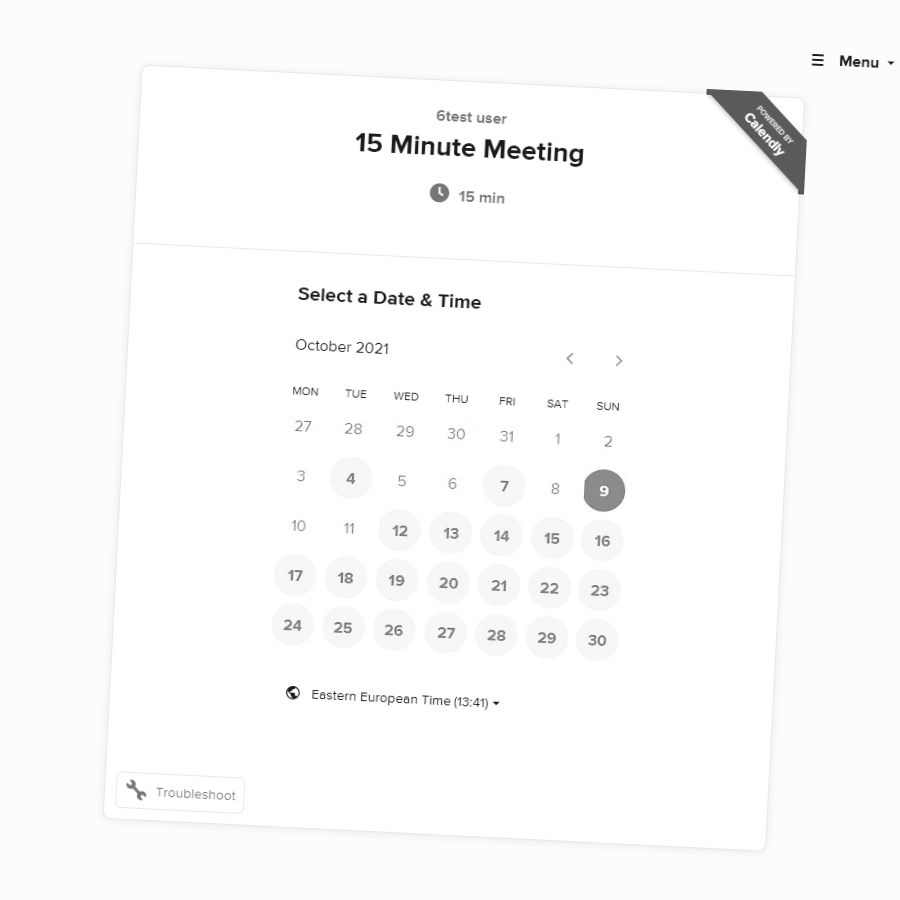 Menu
6test user
15 Minute Meeting
15 min
POWERED BY
Calendly
Select a Date & Time
October 2021
MON TUE WED THU FRI SAT SUN
27 28 29 30 31 1 2
3 4 5 6 7 8 9
10 11 12 13 14 15 16
17 18 19 20 21 22 23
24 25 26 27 28 29 30
Eastern European Time (13:41)
Troubleshoot